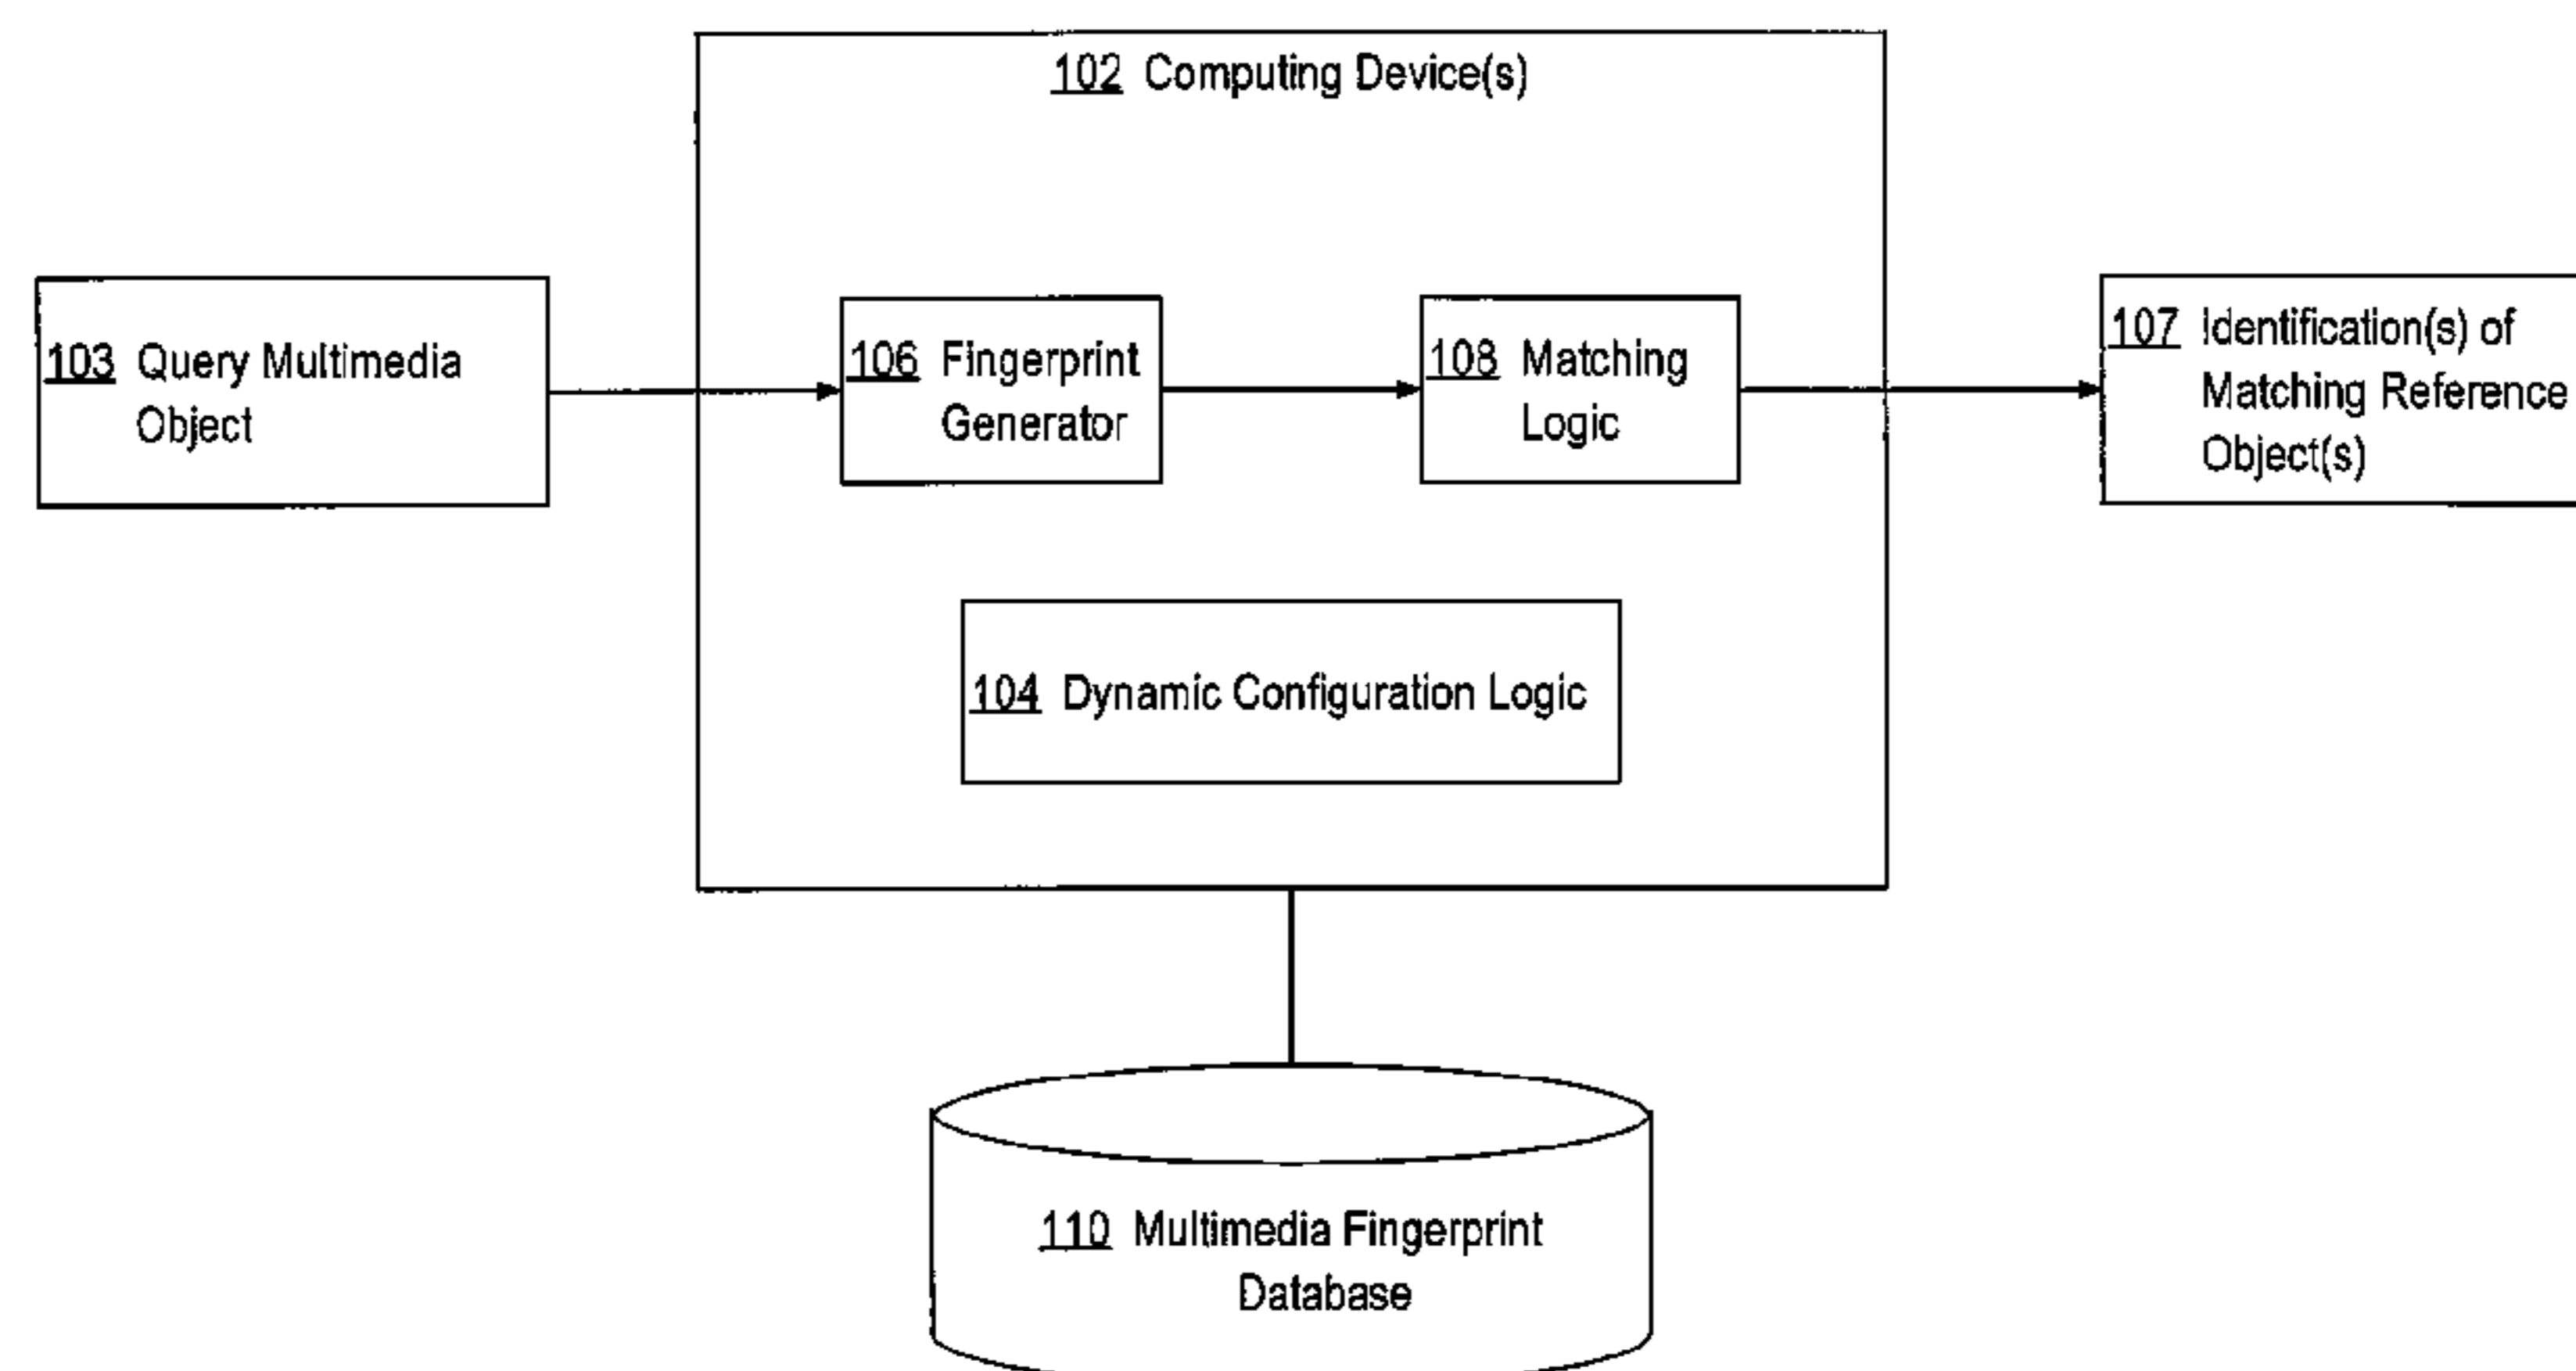 102 Computing Device(s)
103 Query Multimedia
Object
106 Fingerprint
Generator
108 Matching
Logic
107 Identification(s) of
Matching Reference
Object(s)
104 Dynamic Configuration Logic
110 Multimedia Fingerprint
Database